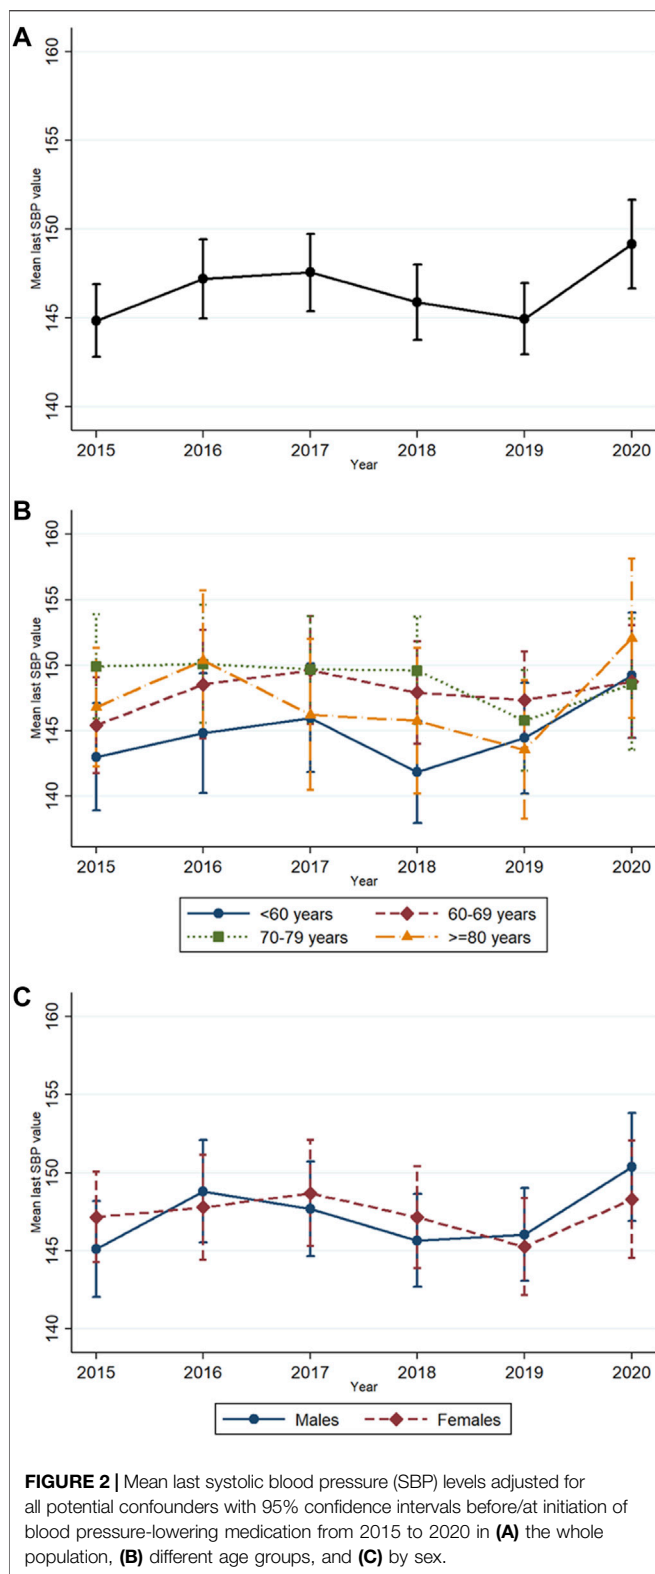 A
160
155
150
145
140
Mean last SBP value
2015 2016 2017 2018 2019 2020
Year
B
160
155
150
145
140
Mean last SBP value
2015 2016 2017 2018 2019 2020
Year
<60 years 60-69 years
70-79 years >=80 years
C
160
155
150
145
140
Mean last SBP value
2015 2016 2017 2018 2019 2020
Year
Males Females
FIGURE 2 | Mean last systolic blood pressure (SBP) levels adjusted for
all potential confounders with 95% confidence intervals before/at initiation of
blood pressure-lowering medication from 2015 to 2020 in (A) the whole
population, (B) different age groups, and (C) by sex.